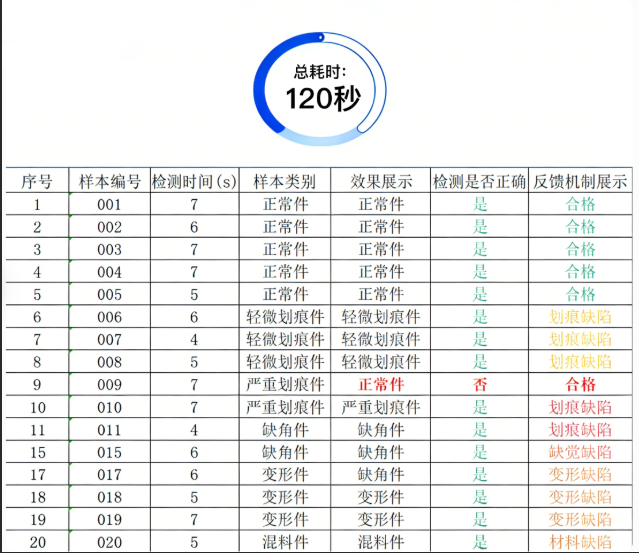 总耗时:
120秒
序号 样本编号 检测时间(s) 样本类别 效果展示 检测是否正确 反馈机制展示
1 001 7 正常件 正常件 是 合格
2 002 6 正常件 正常件 是 合格
3 003 7 正常件 正常件 是 合格
4 004 7 正常件 正常件 是 合格
5 005 5 正常件 正常件 是 合格
6 006 6 轻微划痕件 轻微划痕件 是 划痕缺陷
7 007 4 轻微划痕件 轻微划痕件 是 划痕缺陷
8 008 5 轻微划痕件 轻微划痕件 是 划痕缺陷
9 009 7 严重划痕件 正常件 否 合格
10 010 7 严重划痕件 严重划痕件 是 划痕缺陷
11 011 4 缺角件 缺角件 是 划痕缺陷
15 015 6 缺角件 缺角件 是 缺觉缺陷
17 017 6 变形件 缺角件 是 变形缺陷
18 018 5 变形件 变形件 是 变形缺陷
19 019 7 变形件 变形件 是 变形缺陷
20 020 5 混料件 混料件 是 材料缺陷